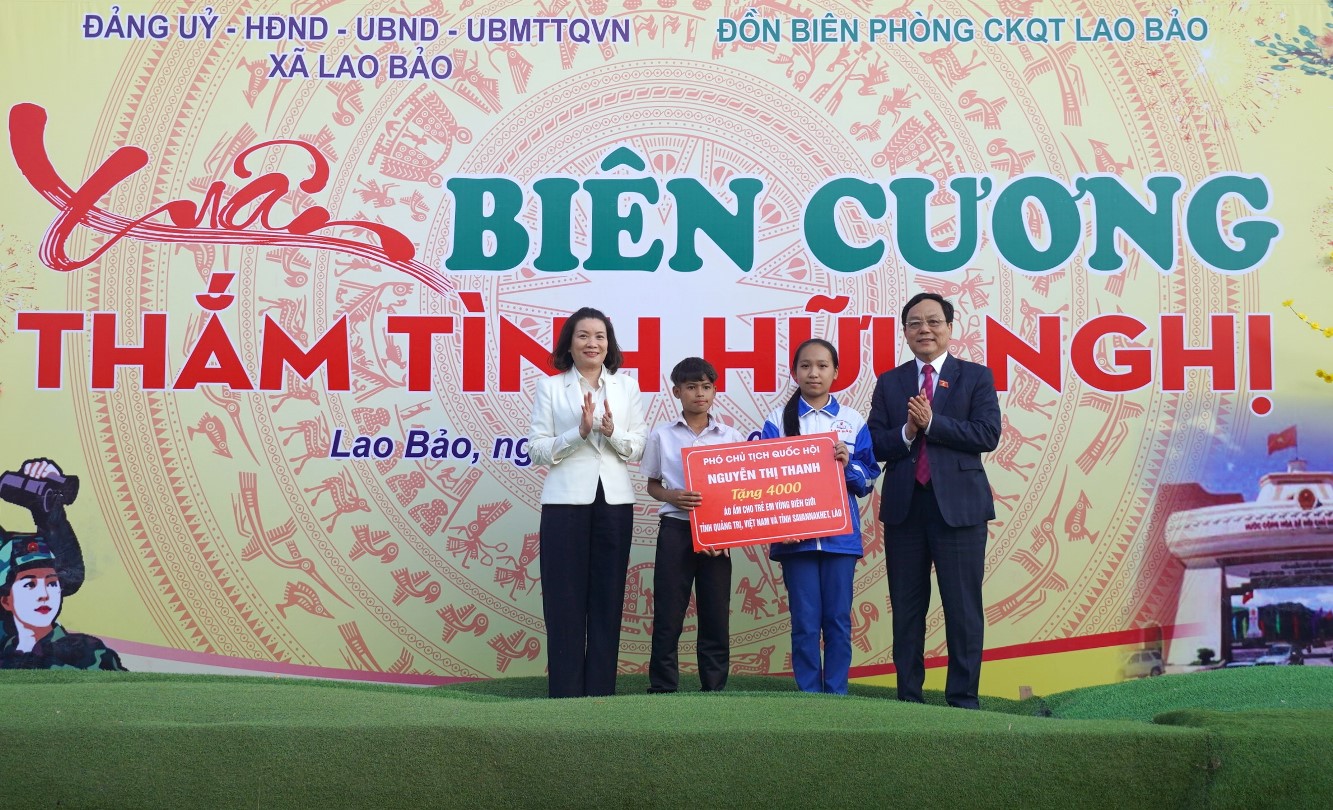 ĐẢNG UỶ - HĐND - UBND - UBMTTQVN
XÃ LAO BẢO
ĐỒN BIÊN PHÒNG CKQT LAO BẢO
Xuân BIÊN CƯƠNG
THẮM TÌNH HỮU NGHỊ
Lao Bảo, ng
PHÓ CHỦ TỊCH QUỐC HỘI
NGUYỄN THỊ THANH
Tặng 4000
ÁO ẤM CHO TRẺ EM VÙNG BIÊN GIỚI
TỈNH QUẢNG TRỊ, VIỆT NAM VÀ TỈNH SAVANNAKHET, LÀO